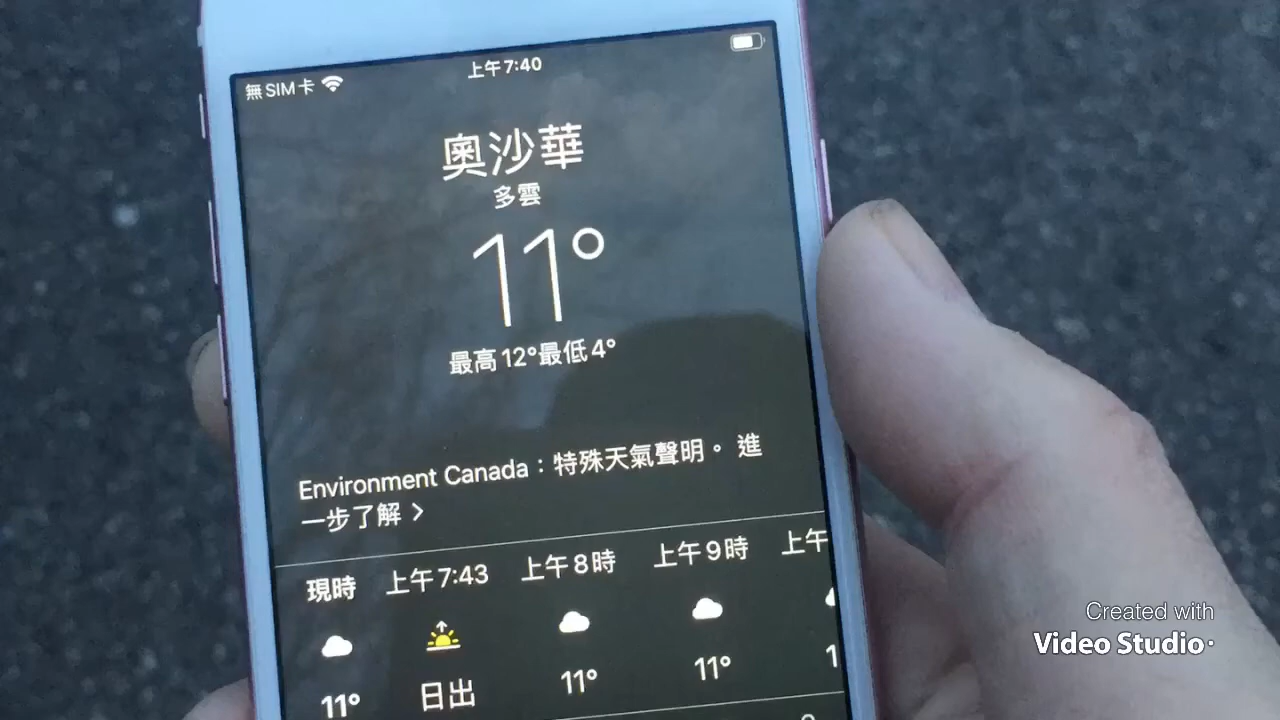 無SIM卡
上午7:40
奧沙華
多雲
11°
最高12°最低4°
Environment Canada：特殊天氣聲明。 進
一步了解
現時 上午7:43 上午8時 上午9時 上午
11° 日出 11° 11° 1
Created with
Video Studio